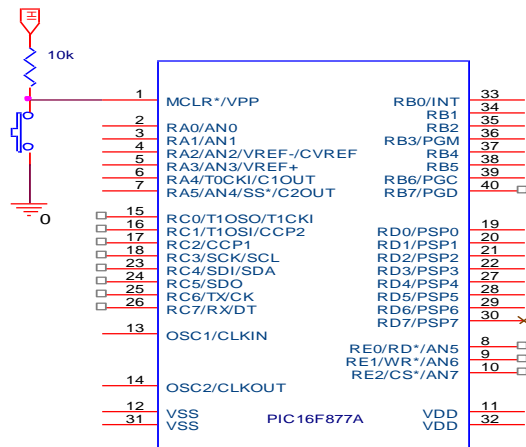 H
10k
0
1 MCLR*/VPP
2 RA0/AN0
3 RA1/AN1
4 RA2/AN2/VREF-/CVREF
5 RA3/AN3/VREF+
6 RA4/T0CKI/C1OUT
7 RA5/AN4/SS*/C2OUT
15 RC0/T1OSO/T1CKI
16 RC1/T1OSI/CCP2
17 RC2/CCP1
18 RC3/SCK/SCL
23 RC4/SDI/SDA
24 RC5/SDO
25 RC6/TX/CK
26 RC7/RX/DT
13 OSC1/CLKIN
14 OSC2/CLKOUT
12 VSS
31 VSS
PIC16F877A
RB0/INT 33
RB1 34
RB2 35
RB3/PGM 36
RB4 37
RB5 38
RB6/PGC 39
RB7/PGD 40
RD0/PSP0 19
RD1/PSP1 20
RD2/PSP2 21
RD3/PSP3 22
RD4/PSP4 27
RD5/PSP5 28
RD6/PSP6 29
RD7/PSP7 30
RE0/RD*/AN5 8
RE1/WR*/AN6 9
RE2/CS*/AN7 10
VDD 11
VDD 32